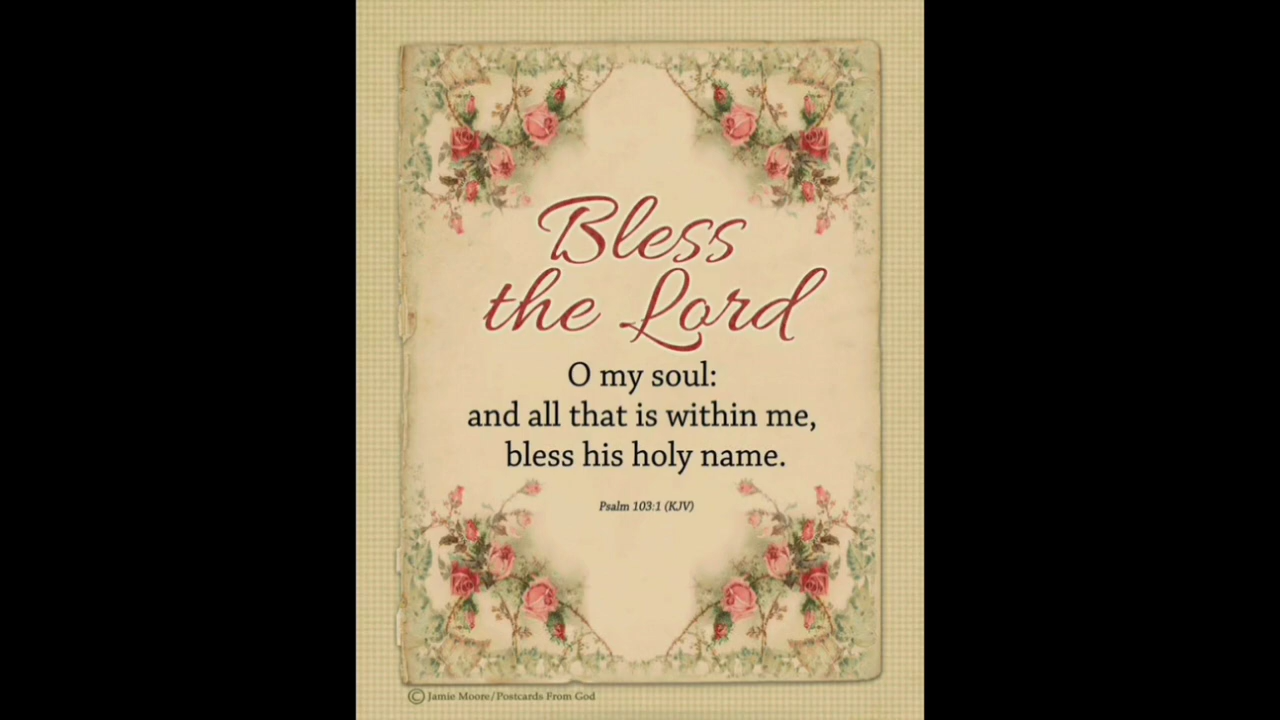 Bless
the Lord
O my soul:
and all that is within me,
bless his holy name.
Psalm 103:1 (KJV)
© Jamie Moore/Postcards From God